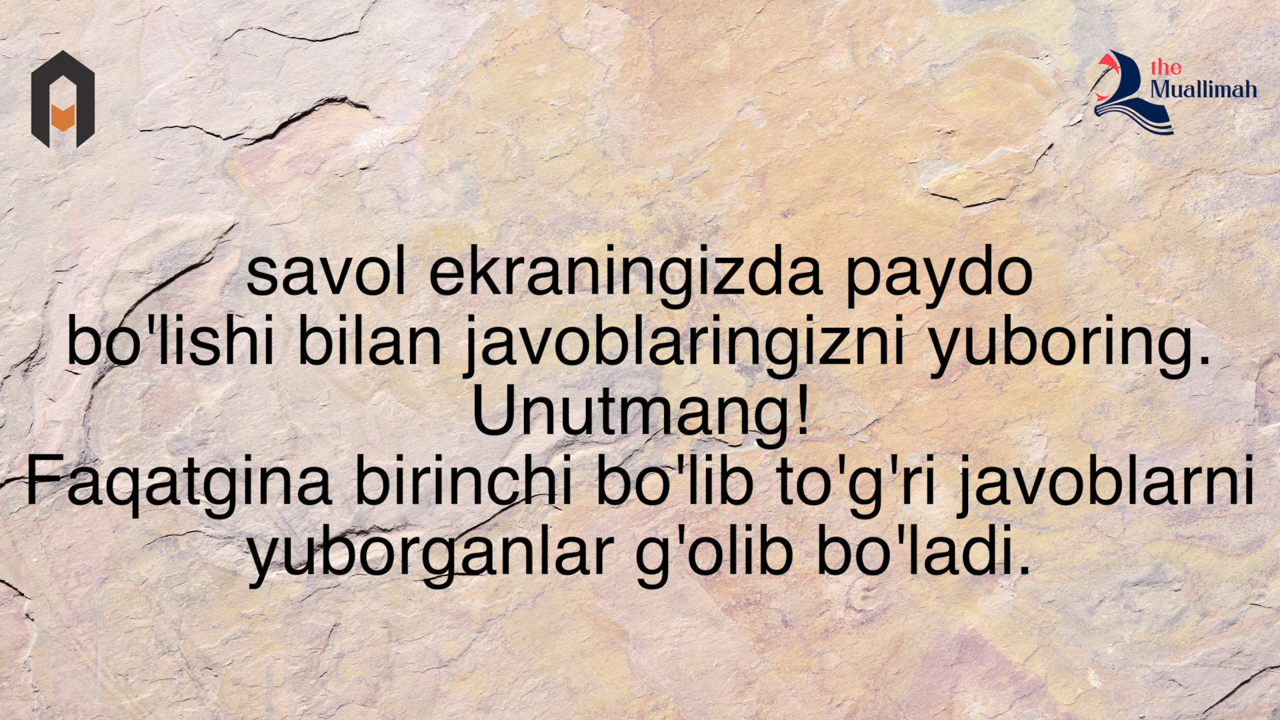 the
Muallimah
savol ekraningizda paydo
bo'lishi bilan javoblaringizni yuboring.
Unutmang!
Faqatgina birinchi bo'lib to'g'ri javoblarni
yuborganlar g'olib bo'ladi.